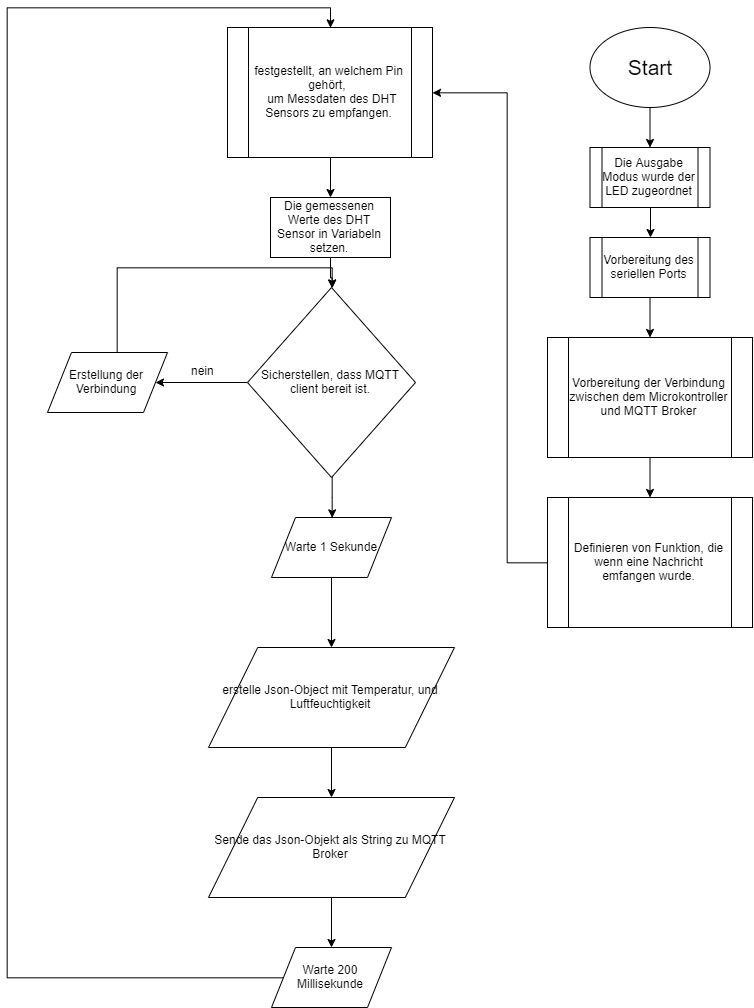 Start
Die Ausgabe
Modus wurde der
LED zugeordnet
Vorbereitung des
seriellen Ports
Vorbereitung der Verbindung
zwischen dem Microkontroller
und MQTT Broker
Definieren von Funktion, die
wenn eine Nachricht
emfangen wurde.
festgestellt, an welchem Pin
gehört,
um Messdaten des DHT
Sensors zu empfangen.
Die gemessenen
Werte des DHT
Sensor in Variabeln
setzen.
Sicherstellen, dass MQTT
client bereit ist.
nein
Erstellung der
Verbindung
Warte 1 Sekunde
erstelle Json-Object mit Temperatur, und
Luftfeuchtigkeit
Sende das Json-Objekt als String zu MQTT
Broker
Warte 200
Millisekunde